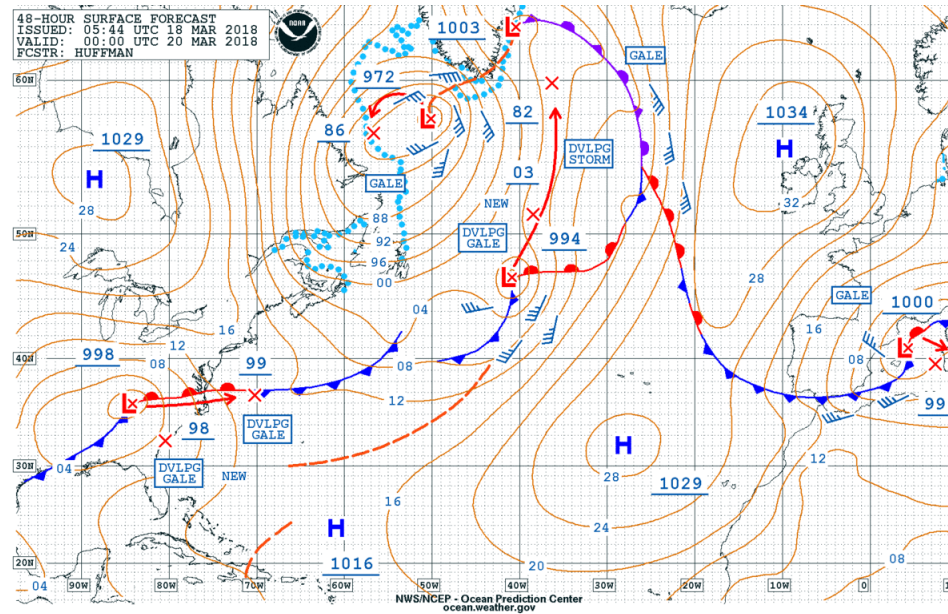 48-HOUR SURFACE FORECAST
ISSUED: 05:44 UTC 18 MAR 2018
VALID: 00:00 UTC 20 MAR 2018
FCSTR: HUFFMAN
NOAA
1003
L
GALE
60N
972
L
82
1034
H
1029
H
86
DVLPG
STORM
03
28
GALE
NEW
32
88
50N
DVLPG
GALE
994
24
92
96
00
L
28
04
GALE
1000
16
16
12
L
40N
998
08
99
08
08
12
L
99
98
DVLPG
GALE
H
04
30N
DVLPG
GALE
NEW
12
28
1029
16
24
H
20N
1016
20
08
04
90W
80W
70W
60W
50W
40W
30W
20W
10W
0
NWS/NCEP - Ocean Prediction Center
ocean.weather.gov